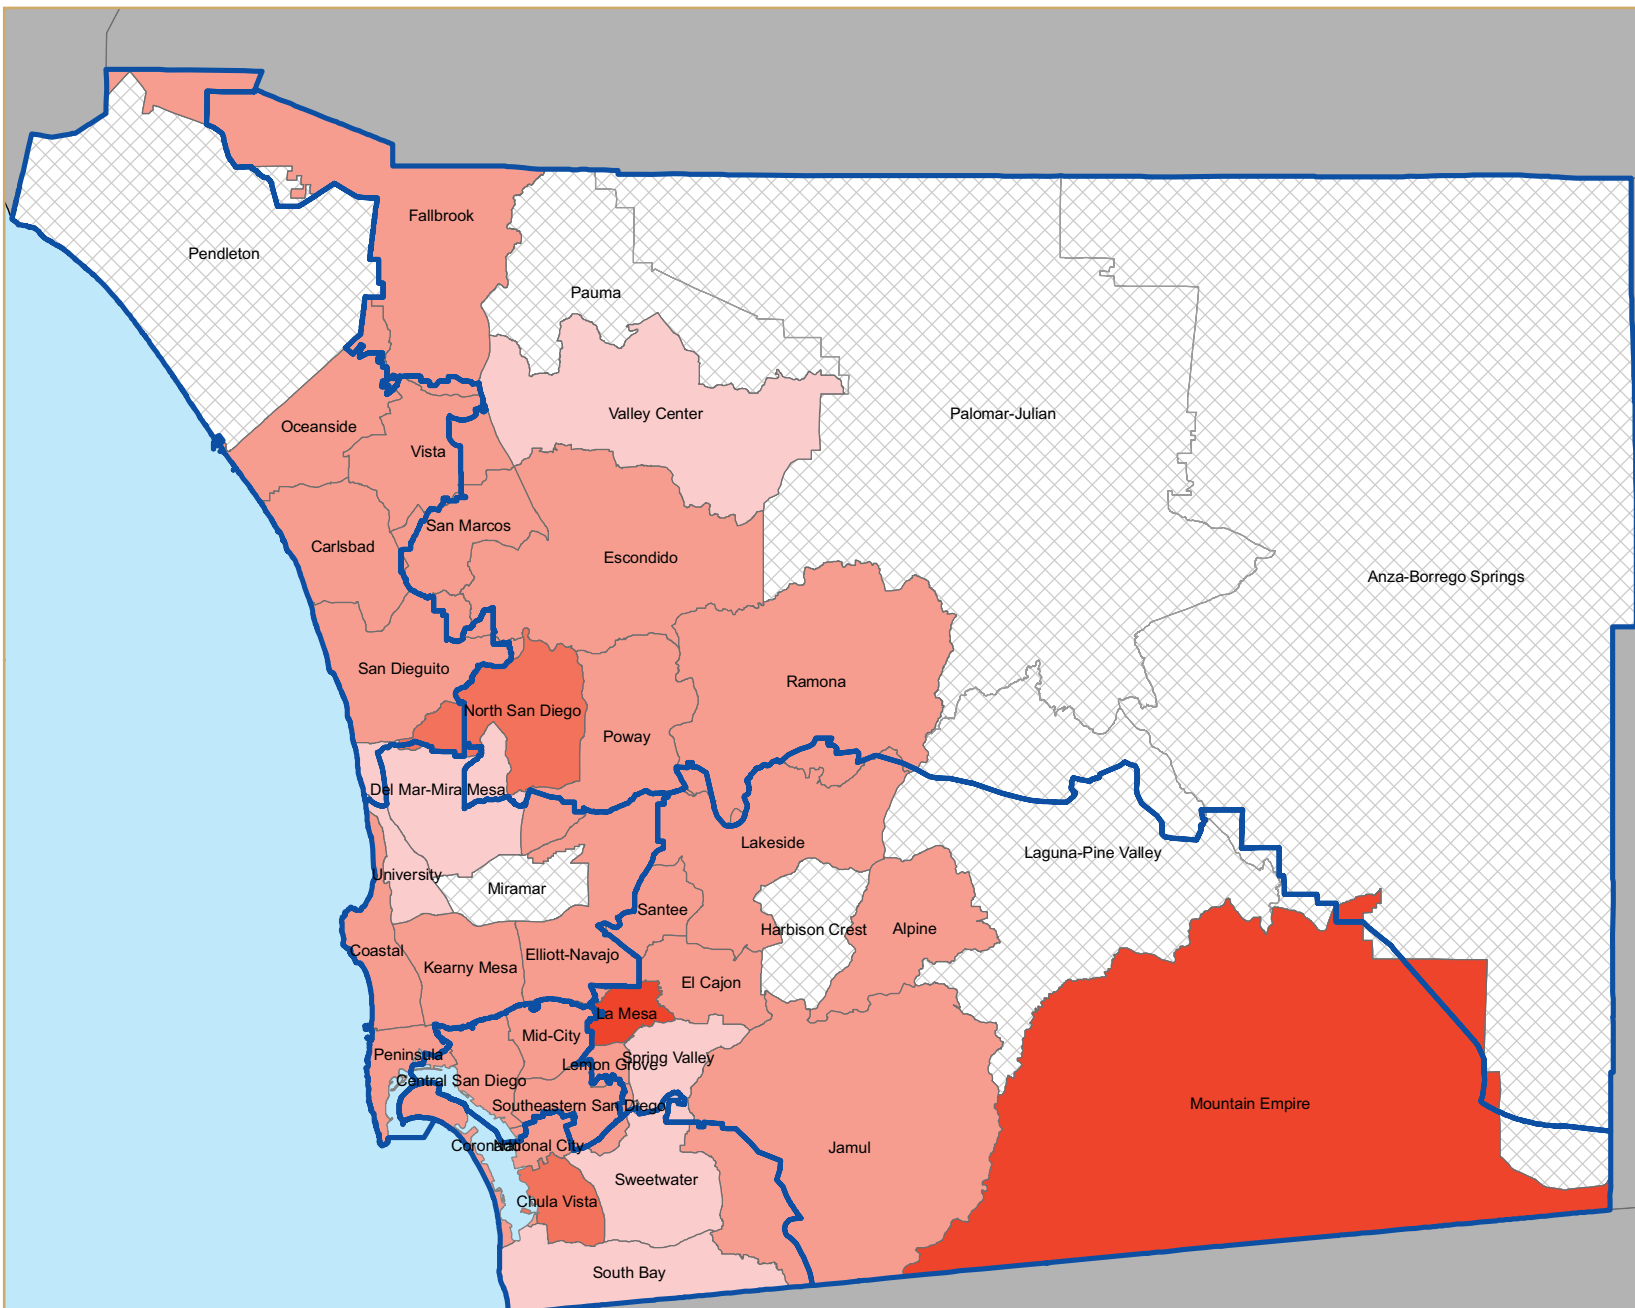 Fallbrook
Pendleton
Pauma
Valley Center
Palomar-Julian
Oceanside
Vista
San Marcos
Carlsbad
Escondido
Anza-Borrego Springs
San Dieguito
Ramona
North San Diego
Poway
Del Mar-Mira Mesa
Lakeside
Laguna-Pine Valley
University
Miramar
Santee
Harbison Crest
Alpine
Coastal
Elliott-Navajo
Kearny Mesa
El Cajon
La Mesa
Mid-City
Peninsula
Spring Valley
Lemon Grove
Central San Diego
Southeastern San Diego
Mountain Empire
Coronado
National City
Jamul
Sweetwater
Chula Vista
South Bay